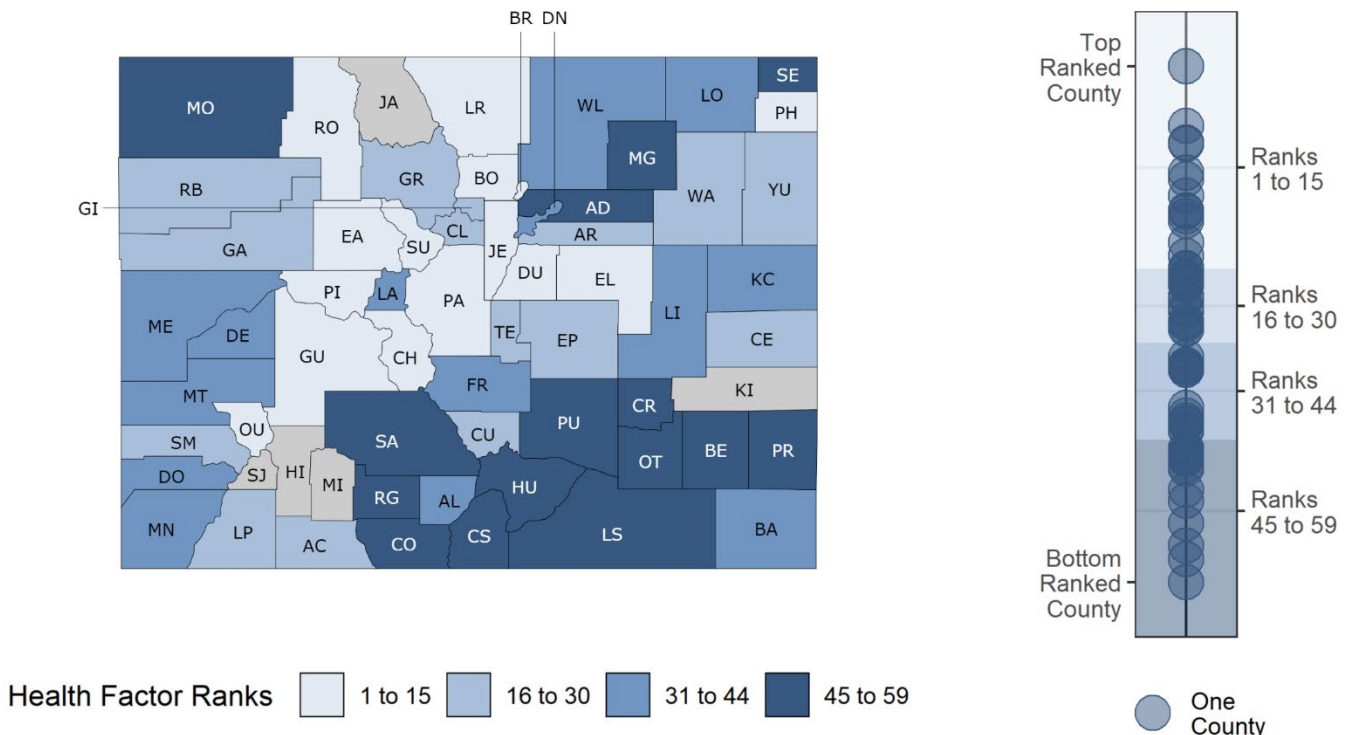 BR DN
MO
RO
JA
LR
WL
LO
SE
PH
MG
RB
GR
BO
WA
YU
GI
AD
GA
EA
SU
CL
JE
AR
DU
EL
ME
DE
PI
LA
PA
LI
KC
GU
CH
TE
EP
CE
MT
FR
KI
OU
SA
CU
PU
CR
SM
DO
SJ
HI
MI
RG
AL
HU
OT
BE
PR
MN
LP
AC
CO
CS
LS
BA
Top
Ranked
County
Bottom
Ranked
County
Ranks
1 to 15
Ranks
16 to 30
Ranks
31 to 44
Ranks
45 to 59
Health Factor Ranks
1 to 15
16 to 30
31 to 44
45 to 59
One
County